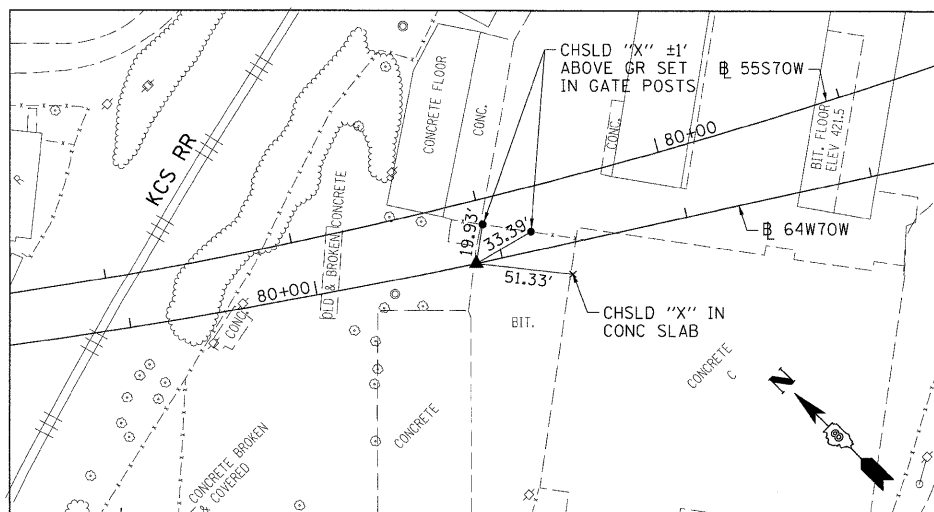 CHSLD "X" ±1'
ABOVE GR SET
IN GATE POSTS
℄ 55S70W
CONCRETE FLOOR
CONC.
CONC.
80+00
BIT. FLOOR
ELEV 421.5
KCS RR
R
OLD & BROKEN CONCRETE
19.93'
33.39'
51.33'
64W70W
80+00
CONC.
BIT.
CHSLD "X" IN
CONC SLAB
CONCRETE
C
CONCRETE
CONCRETE BROKEN
& COVERED
N